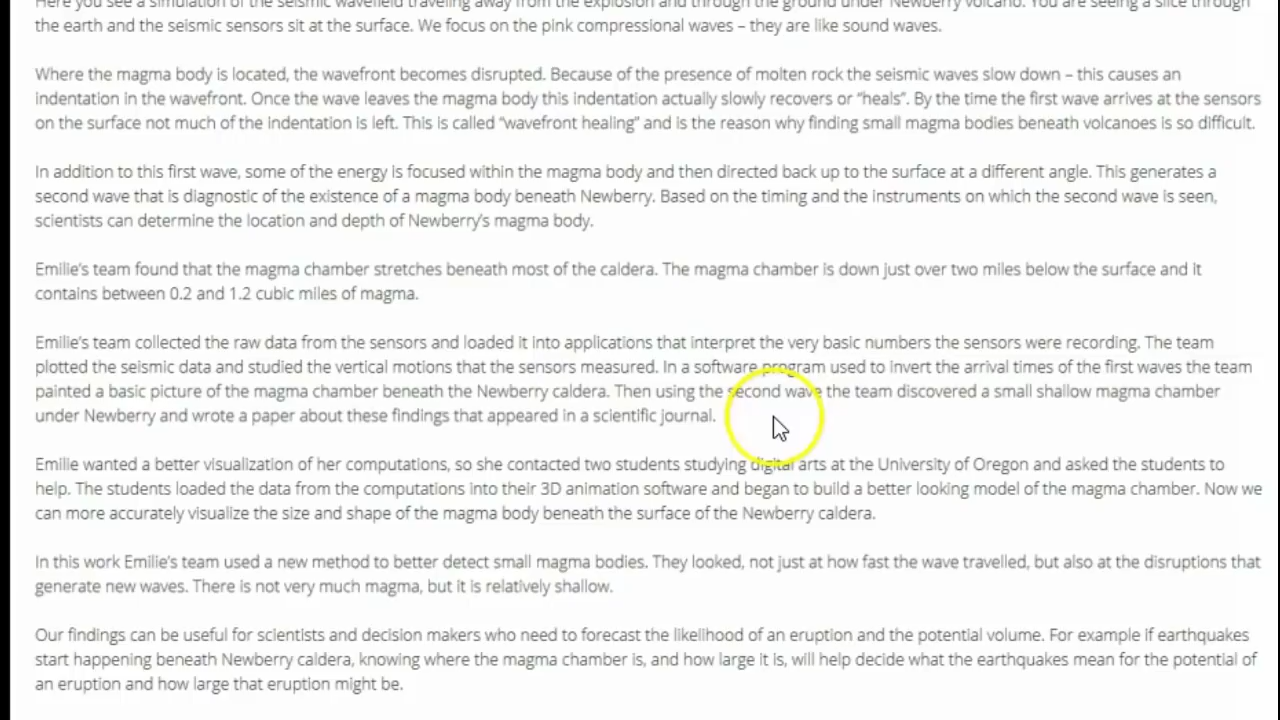 Here you see a simulation of the seismic wavefield traveling away from the explosion and through the ground under Newberry volcano. You are seeing a slice through
the earth and the seismic sensors sit at the surface. We focus on the pink compressional waves – they are like sound waves.
Where the magma body is located, the wavefront becomes disrupted. Because of the presence of molten rock the seismic waves slow down – this causes an
indentation in the wavefront. Once the wave leaves the magma body this indentation actually slowly recovers or “heals”. By the time the first wave arrives at the sensors
on the surface not much of the indentation is left. This is called “wavefront healing” and is the reason why finding small magma bodies beneath volcanoes is so difficult.
In addition to this first wave, some of the energy is focused within the magma body and then directed back up to the surface at a different angle. This generates a
second wave that is diagnostic of the existence of a magma body beneath Newberry. Based on the timing and the instruments on which the second wave is seen,
scientists can determine the location and depth of Newberry’s magma body.
Emilie’s team found that the magma chamber stretches beneath most of the caldera. The magma chamber is down just over two miles below the surface and it
contains between 0.2 and 1.2 cubic miles of magma.
Emilie’s team collected the raw data from the sensors and loaded it into applications that interpret the very basic numbers the sensors were recording. The team
plotted the seismic data and studied the vertical motions that the sensors measured. In a software program used to invert the arrival times of the first waves the team
painted a basic picture of the magma chamber beneath the Newberry caldera. Then using the second wave the team discovered a small shallow magma chamber
under Newberry and wrote a paper about these findings that appeared in a scientific journal.
Emilie wanted a better visualization of her computations, so she contacted two students studying digital arts at the University of Oregon and asked the students to
help. The students loaded the data from the computations into their 3D animation software and began to build a better looking model of the magma chamber. Now we
can more accurately visualize the size and shape of the magma body beneath the surface of the Newberry caldera.
In this work Emilie’s team used a new method to better detect small magma bodies. They looked, not just at how fast the wave travelled, but also at the disruptions that
generate new waves. There is not very much magma, but it is relatively shallow.
Our findings can be useful for scientists and decision makers who need to forecast the likelihood of an eruption and the potential volume. For example if earthquakes
start happening beneath Newberry caldera, knowing where the magma chamber is, and how large it is, will help decide what the earthquakes mean for the potential of
an eruption and how large that eruption might be.